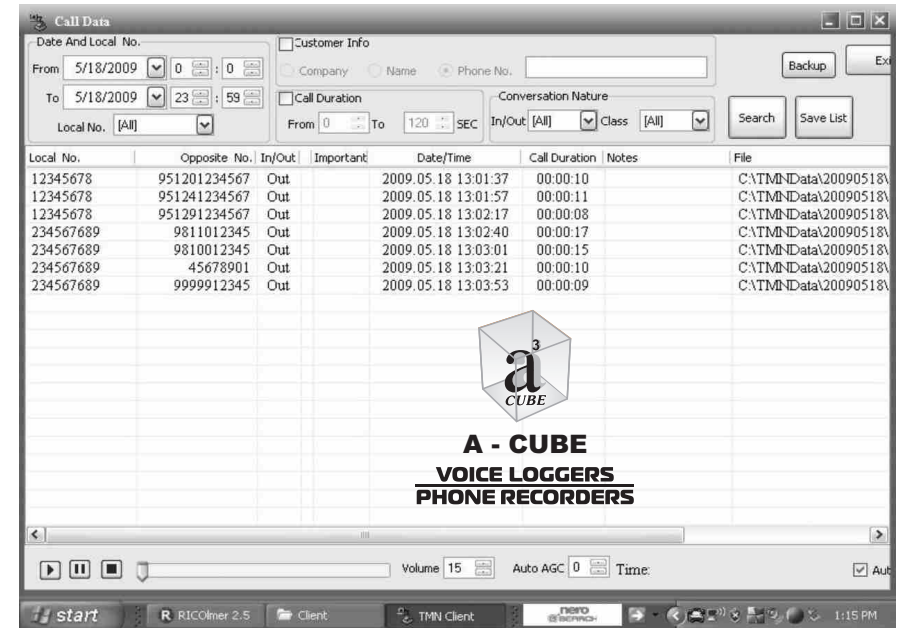 Call Data
Date And Local No.
From 5/18/2009 0 : 0
To 5/18/2009 23 : 59
Local No. [All]
Customer Info
Company Name Phone No.
Call Duration
From 0 To 120 SEC
Conversation Nature
In/Out [All] Class [All]
Backup Exi
Search Save List
Local No. Opposite No. In/Out Important Date/Time Call Duration Notes File
12345678 951201234567 Out 2009.05.18 13:01:37 00:00:10 C:\TMNData\20090518\
12345678 951241234567 Out 2009.05.18 13:01:57 00:00:11 C:\TMNData\20090518\
12345678 951291234567 Out 2009.05.18 13:02:17 00:00:08 C:\TMNData\20090518\
234567689 9811012345 Out 2009.05.18 13:02:40 00:00:17 C:\TMNData\20090518\
234567689 9810012345 Out 2009.05.18 13:03:01 00:00:15 C:\TMNData\20090518\
234567689 45678901 Out 2009.05.18 13:03:21 00:00:10 C:\TMNData\20090518\
234567689 9999912345 Out 2009.05.18 13:03:53 00:00:09 C:\TMNData\20090518\
a 3
CUBE
A - CUBE
VOICE LOGGERS
PHONE RECORDERS
Volume 15 Auto AGC 0 Time: Aut
start RICOlmer 2.5 Client TMN Client nero SEARCH 1:15 PM